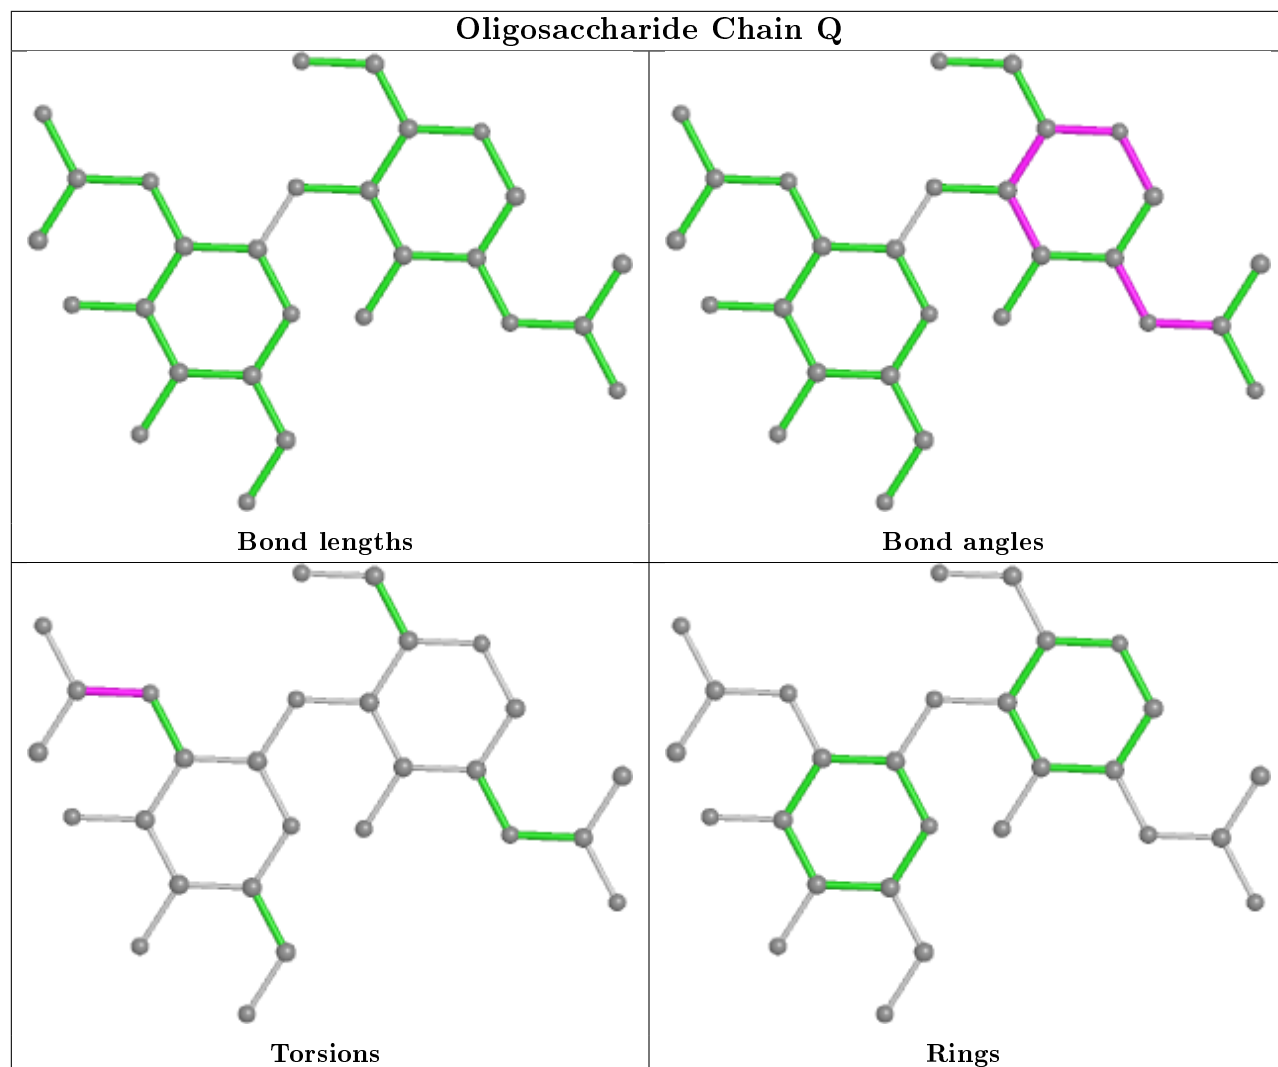 Oligosaccharide Chain Q
Bond lengths
Bond angles
Torsions
Rings